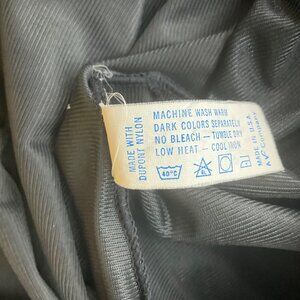 MADE WITH
DUPONT NYLON
MACHINE WASH WARM
DARK COLORS SEPARATELY
NO BLEACH — TUMBLE DRY
LOW HEAT — COOL IRON
40°C
MADE IN U.S.A.
COMPANY